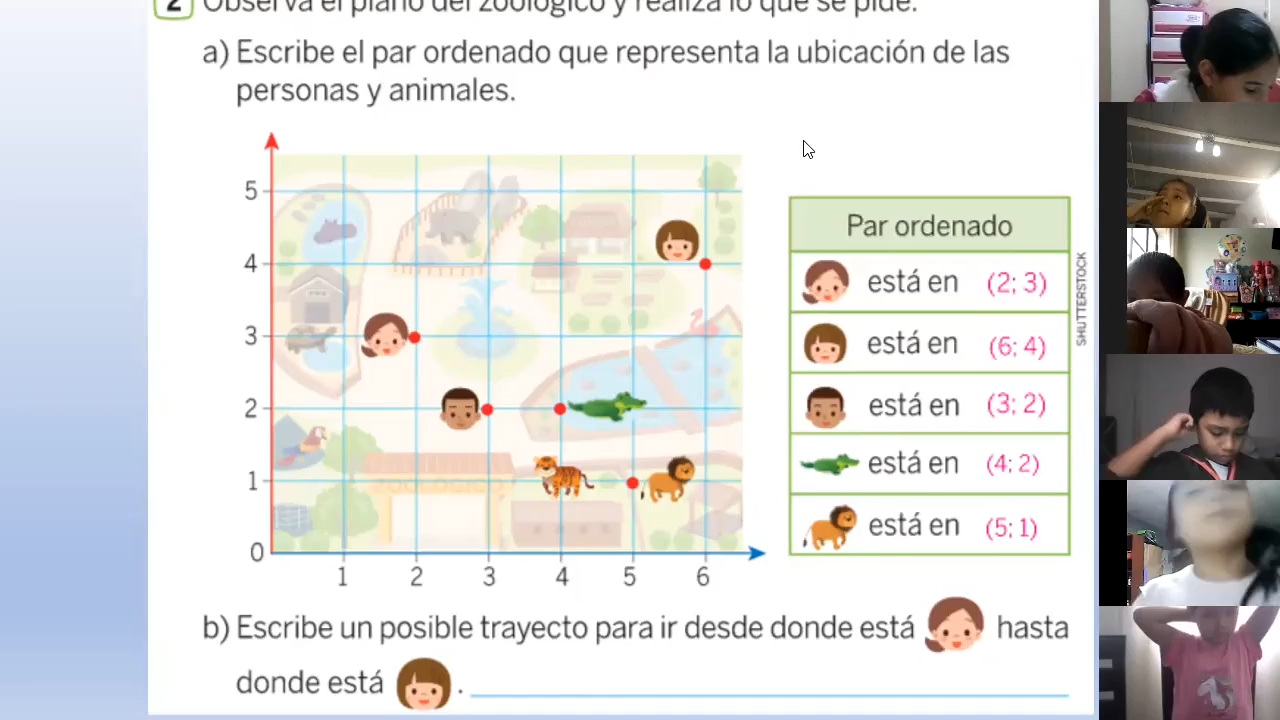 2 Observa el plano del zoológico y realiza lo que se pide.
a) Escribe el par ordenado que representa la ubicación de las
personas y animales.
5
4
3
2
1
0
1 2 3 4 5 6
ZOOLÓGICO
Par ordenado
está en (2; 3)
está en (6; 4)
está en (3; 2)
está en (4; 2)
está en (5; 1)
SHUTTERSTOCK
b) Escribe un posible trayecto para ir desde donde está hasta
donde está .